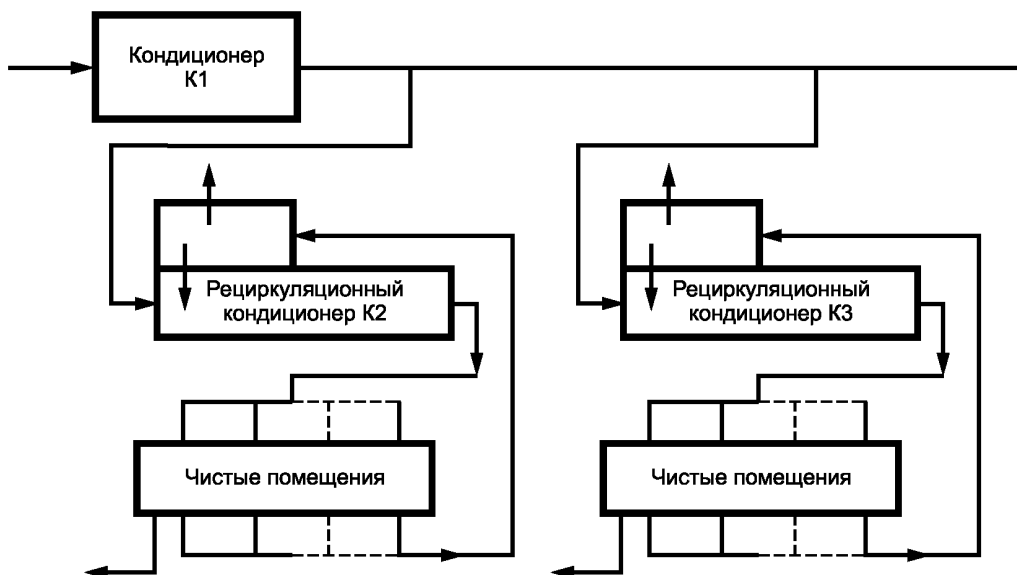 Кондиционер
К1
Рециркуляционный
кондиционер К2
Рециркуляционный
кондиционер К3
Чистые помещения
Чистые помещения